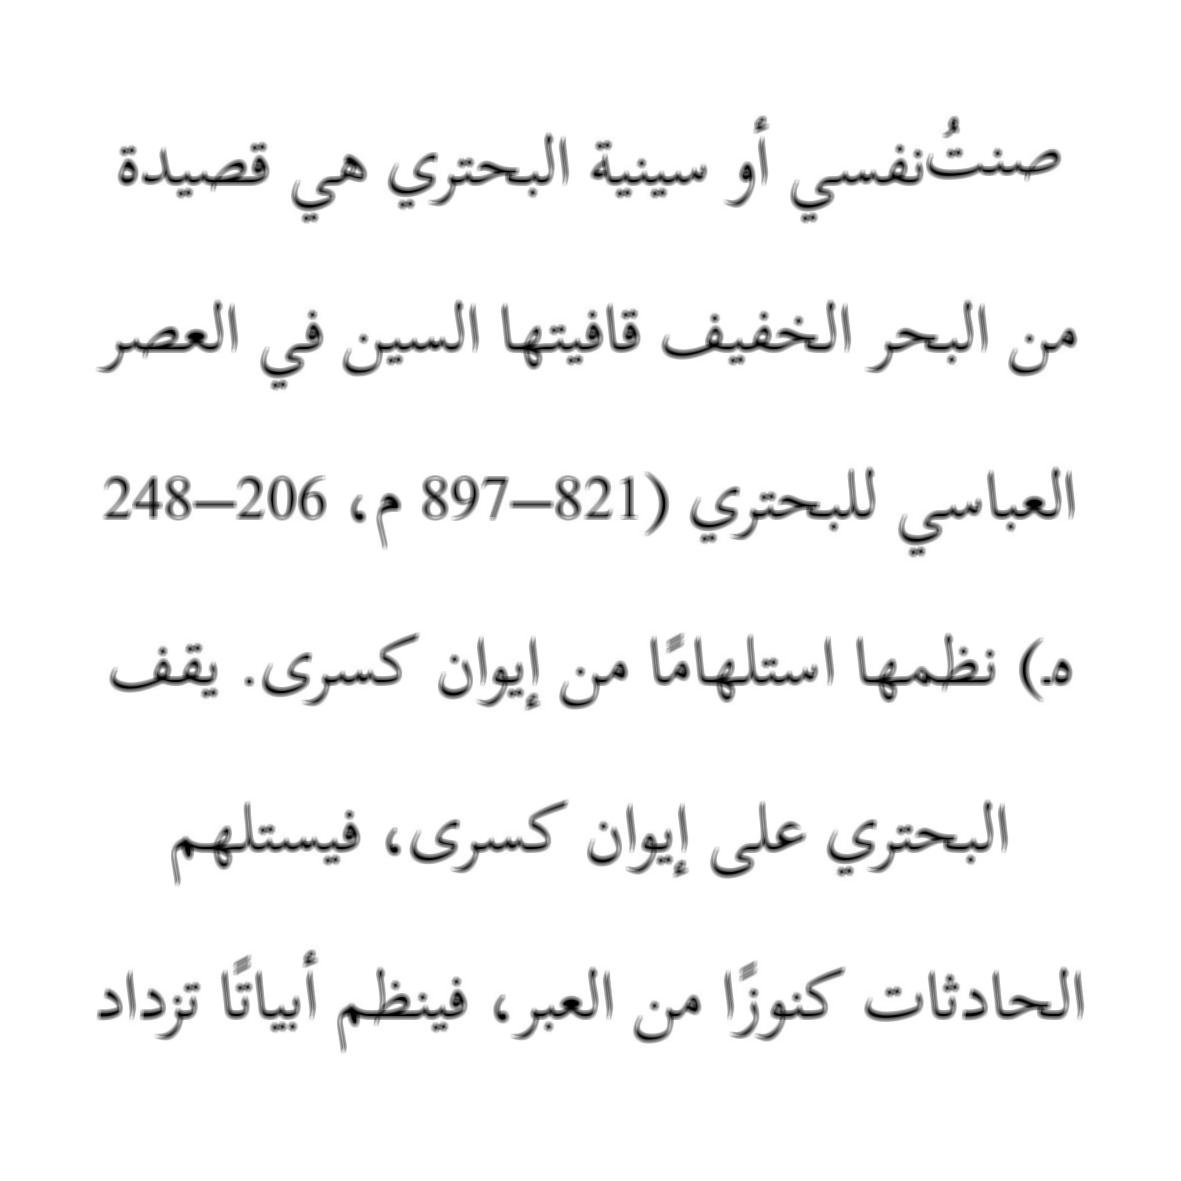 صنتُنفسي أو سينية البحتري هي قصيدة
من البحر الخفيف قافيتها السين في العصر
العباسي للبحتري (821–897 م، 206–248
هـ) نظمها استلهامًا من إيوان كسرى. يقف
البحتري على إيوان كسرى، فيستلهم
الحادثات كنوزًا من العبر، فينظم أبياتًا تزداد